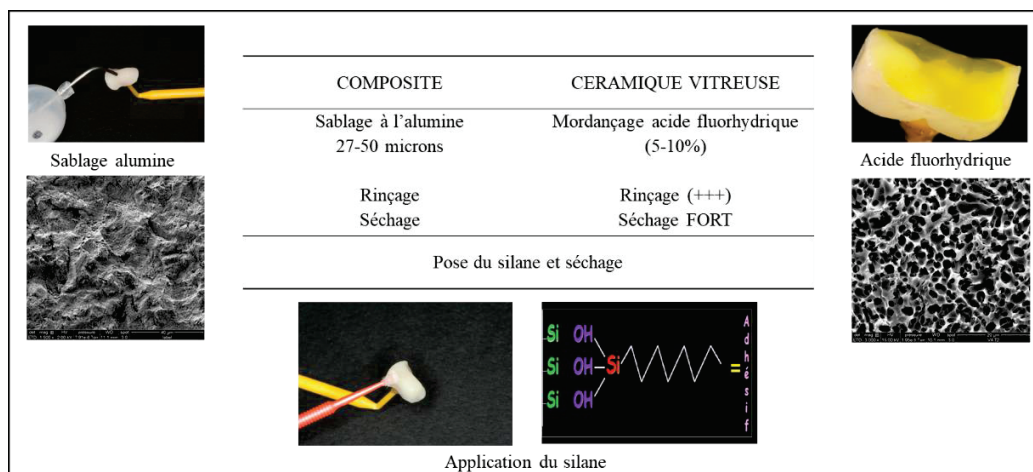 COMPOSITE
CERAMIQUE VITREUSE
Sablage à l’alumine
27-50 microns
Mordançage acide fluorhydrique
(5-10%)
Rinçage
Séchage
Rinçage (+++)
Séchage FORT
Pose du silane et séchage
Sablage alumine
Acide fluorhydrique
Si OH
Si OH Si =
Si OH
Adhésif
Application du silane